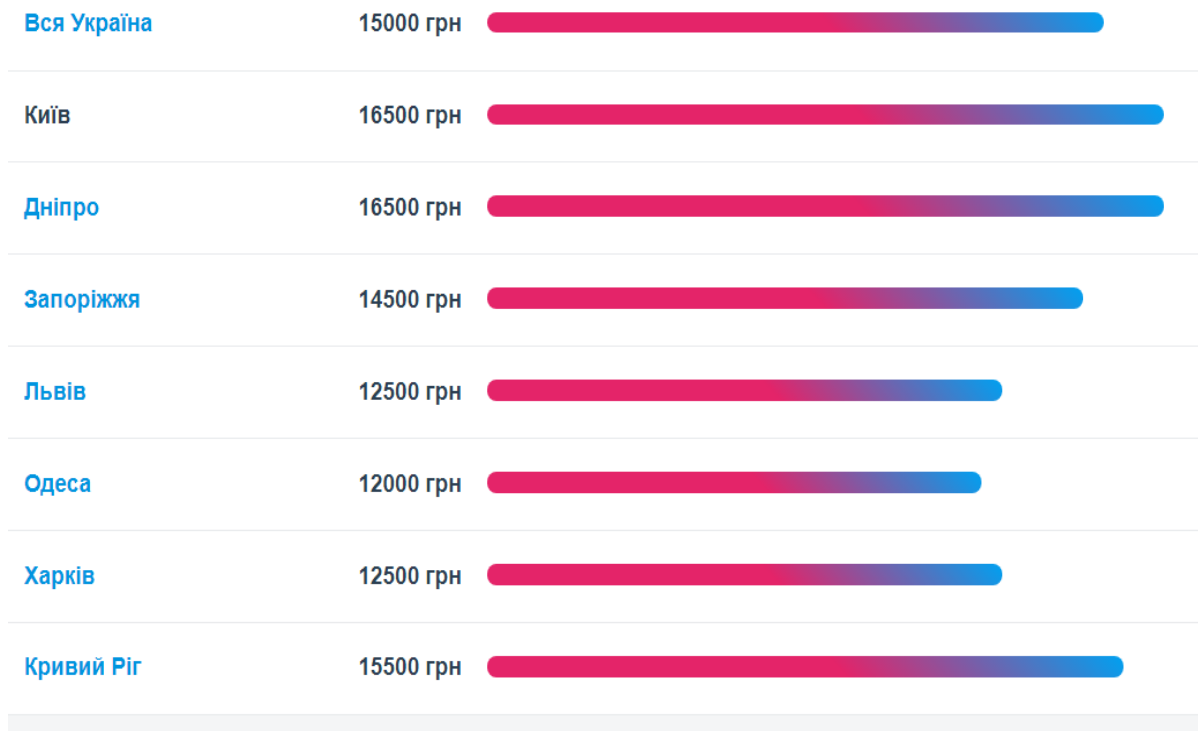 Вся Україна 15000 грн
Київ 16500 грн
Дніпро 16500 грн
Запоріжжя 14500 грн
Львів 12500 грн
Одеса 12000 грн
Харків 12500 грн
Кривий Ріг 15500 грн